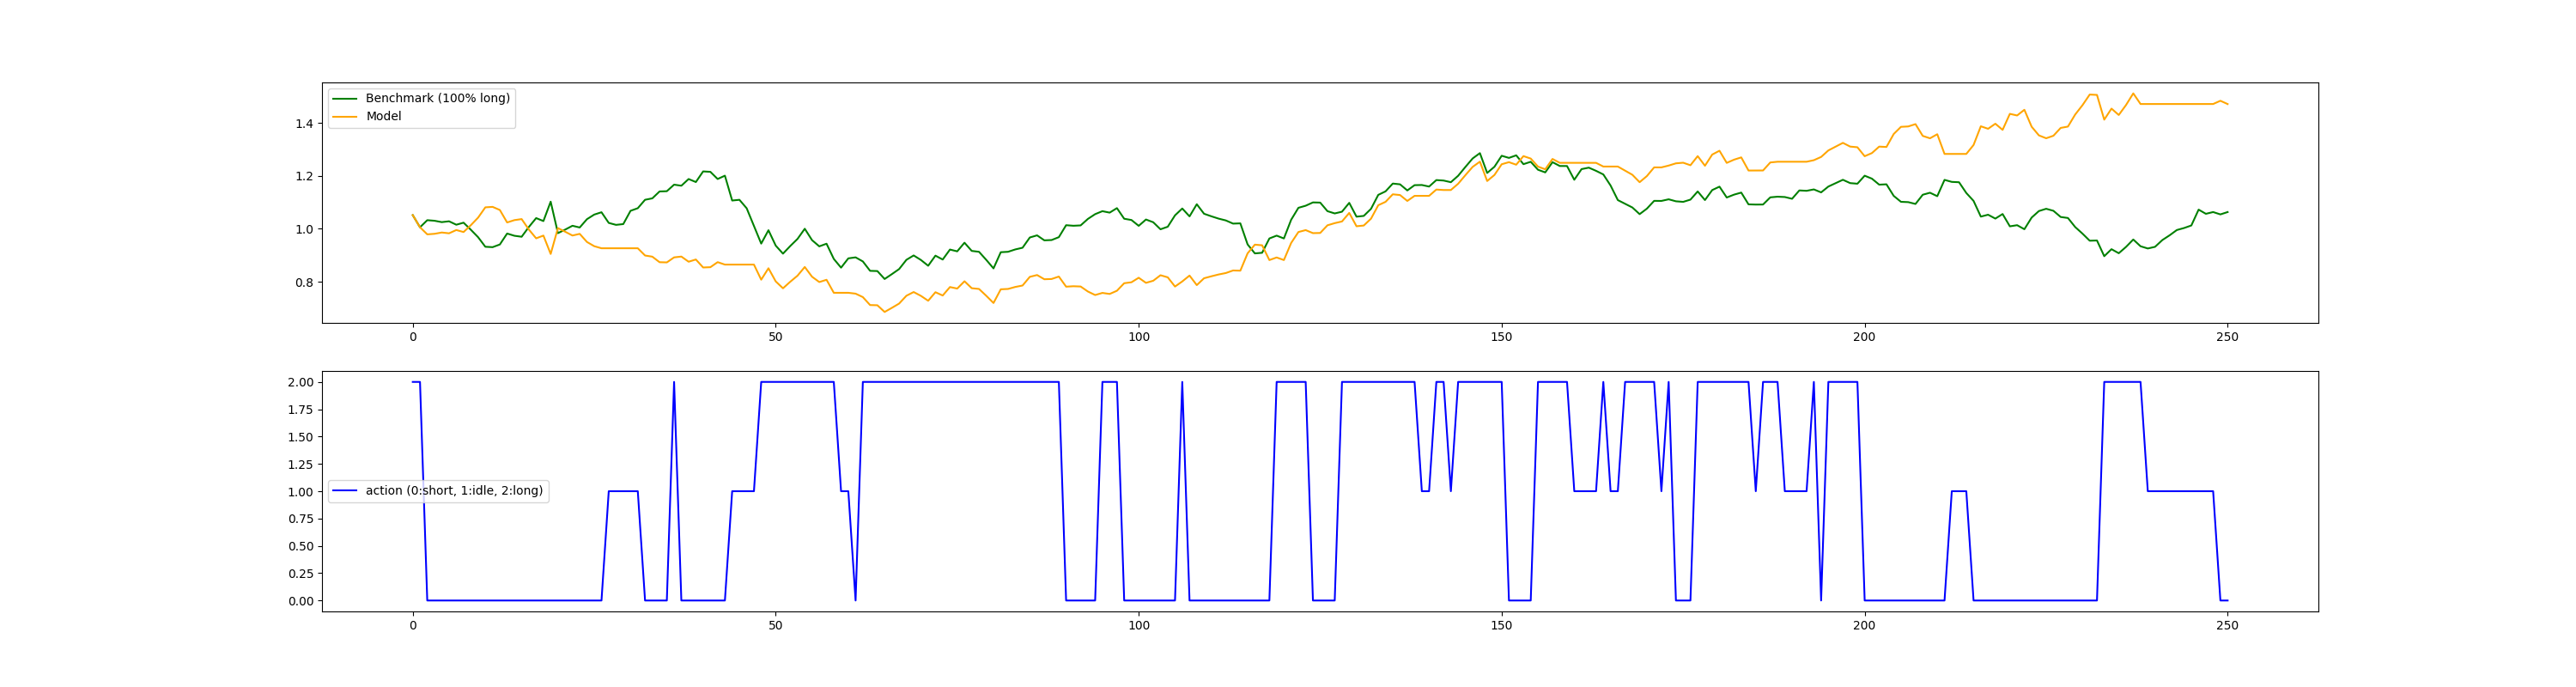 Benchmark (100% long)
Model
1.4
1.2
1.0
0.8
0 50 100 150 200 250
2.00
1.75
1.50
1.25
1.00
0.75
0.50
0.25
0.00
action (0:short, 1:idle, 2:long)
0 50 100 150 200 250